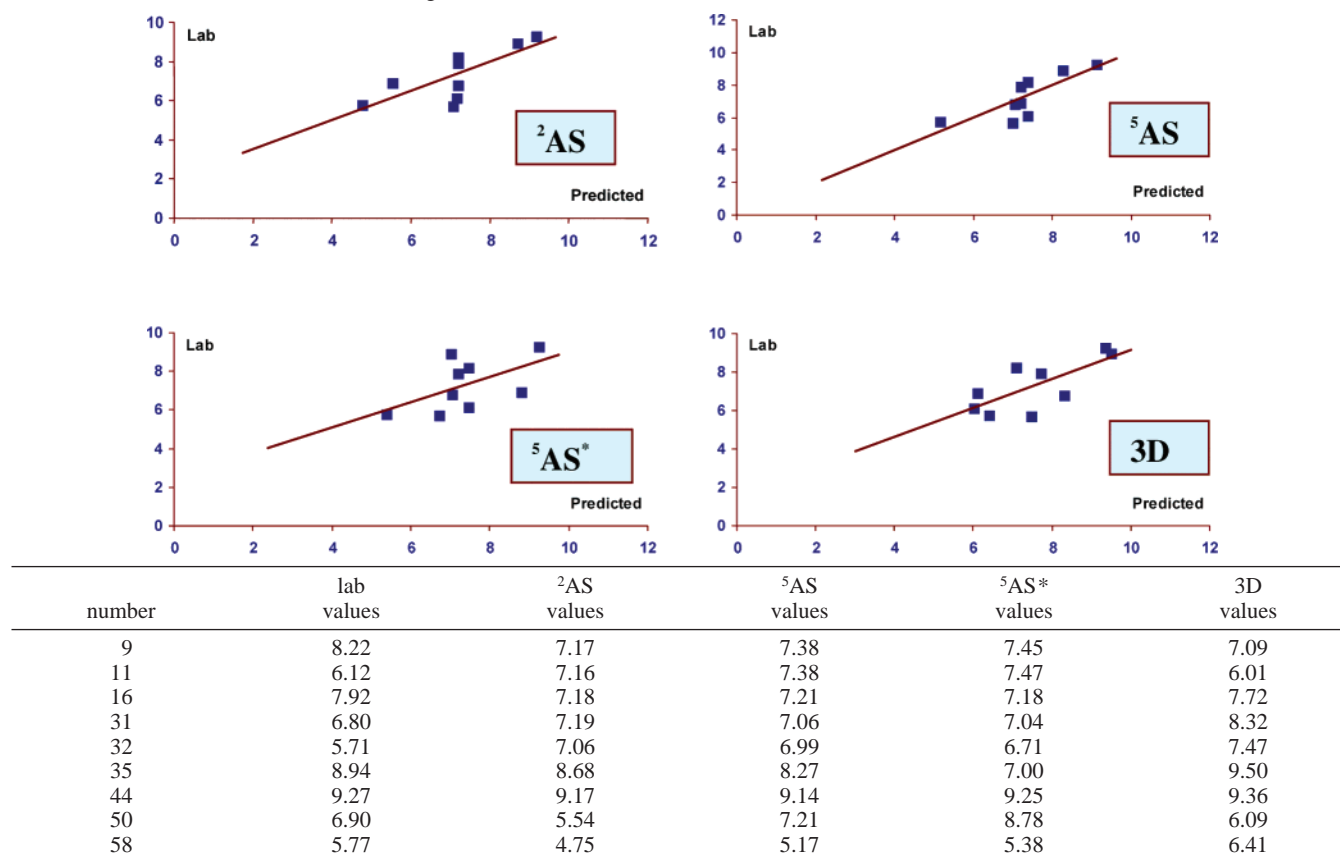 10
Lab
8
6
4
2
0
²AS
Predicted
0 2 4 6 8 10 12
12
Lab
10
8
6
4
2
0
⁵AS
Predicted
0 2 4 6 8 10 12
10
Lab
8
6
4
2
0
⁵AS*
Predicted
0 2 4 6 8 10 12
10
Lab
8
6
4
2
0
3D
Predicted
0 2 4 6 8 10 12
lab ²AS ⁵AS ⁵AS* 3D
number values values values values values
9 8.22 7.17 7.38 7.45 7.09
11 6.12 7.16 7.38 7.47 6.01
16 7.92 7.18 7.21 7.18 7.72
31 6.80 7.19 7.06 7.04 8.32
32 5.71 7.06 6.99 6.71 7.47
35 8.94 8.68 8.27 7.00 9.50
44 9.27 9.17 9.14 9.25 9.36
50 6.90 5.54 7.21 8.78 6.09
58 5.77 4.75 5.17 5.38 6.41